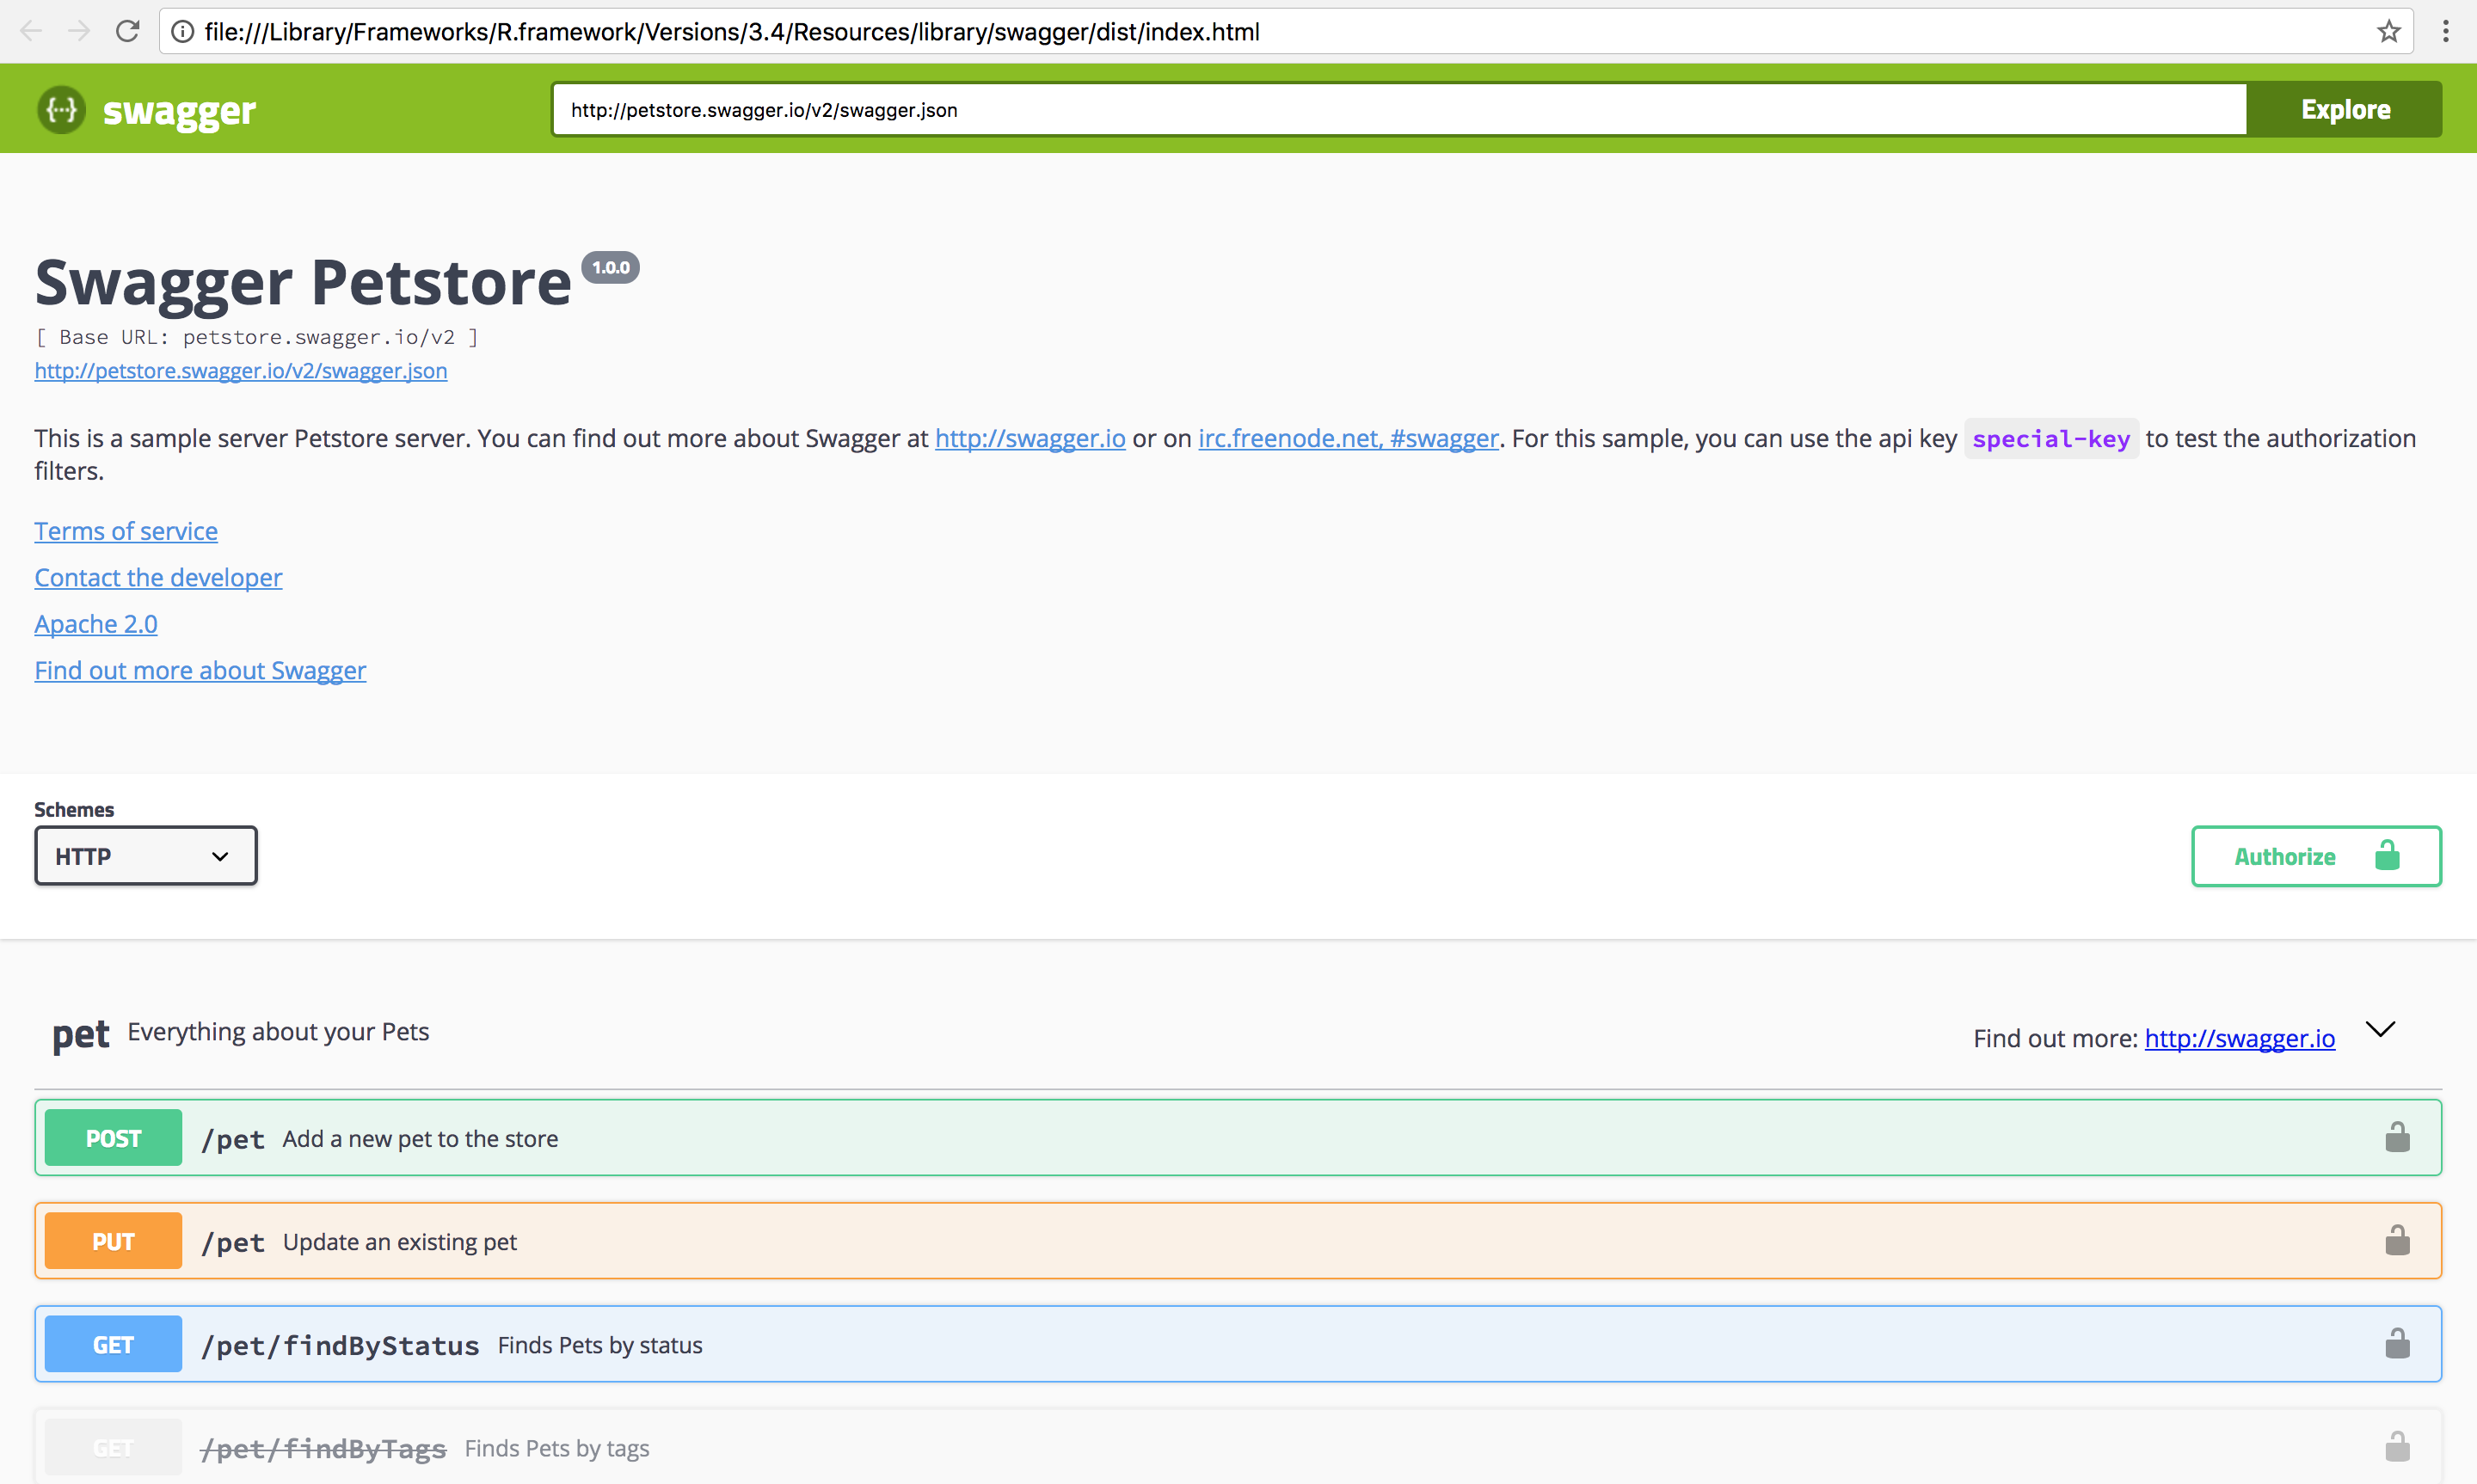 file:///Library/Frameworks/R.framework/Versions/3.4/Resources/library/swagger/dist/index.html
{...} swagger
http://petstore.swagger.io/v2/swagger.json
Explore
Swagger Petstore 1.0.0
[ Base URL: petstore.swagger.io/v2 ]
http://petstore.swagger.io/v2/swagger.json
This is a sample server Petstore server. You can find out more about Swagger at http://swagger.io or on irc.freenode.net, #swagger. For this sample, you can use the api key special-key to test the authorization
filters.
Terms of service
Contact the developer
Apache 2.0
Find out more about Swagger
Schemes
HTTP
Authorize
pet Everything about your Pets
Find out more: http://swagger.io
POST /pet Add a new pet to the store
PUT /pet Update an existing pet
GET /pet/findByStatus Finds Pets by status
GET /pet/findByTags Finds Pets by tags